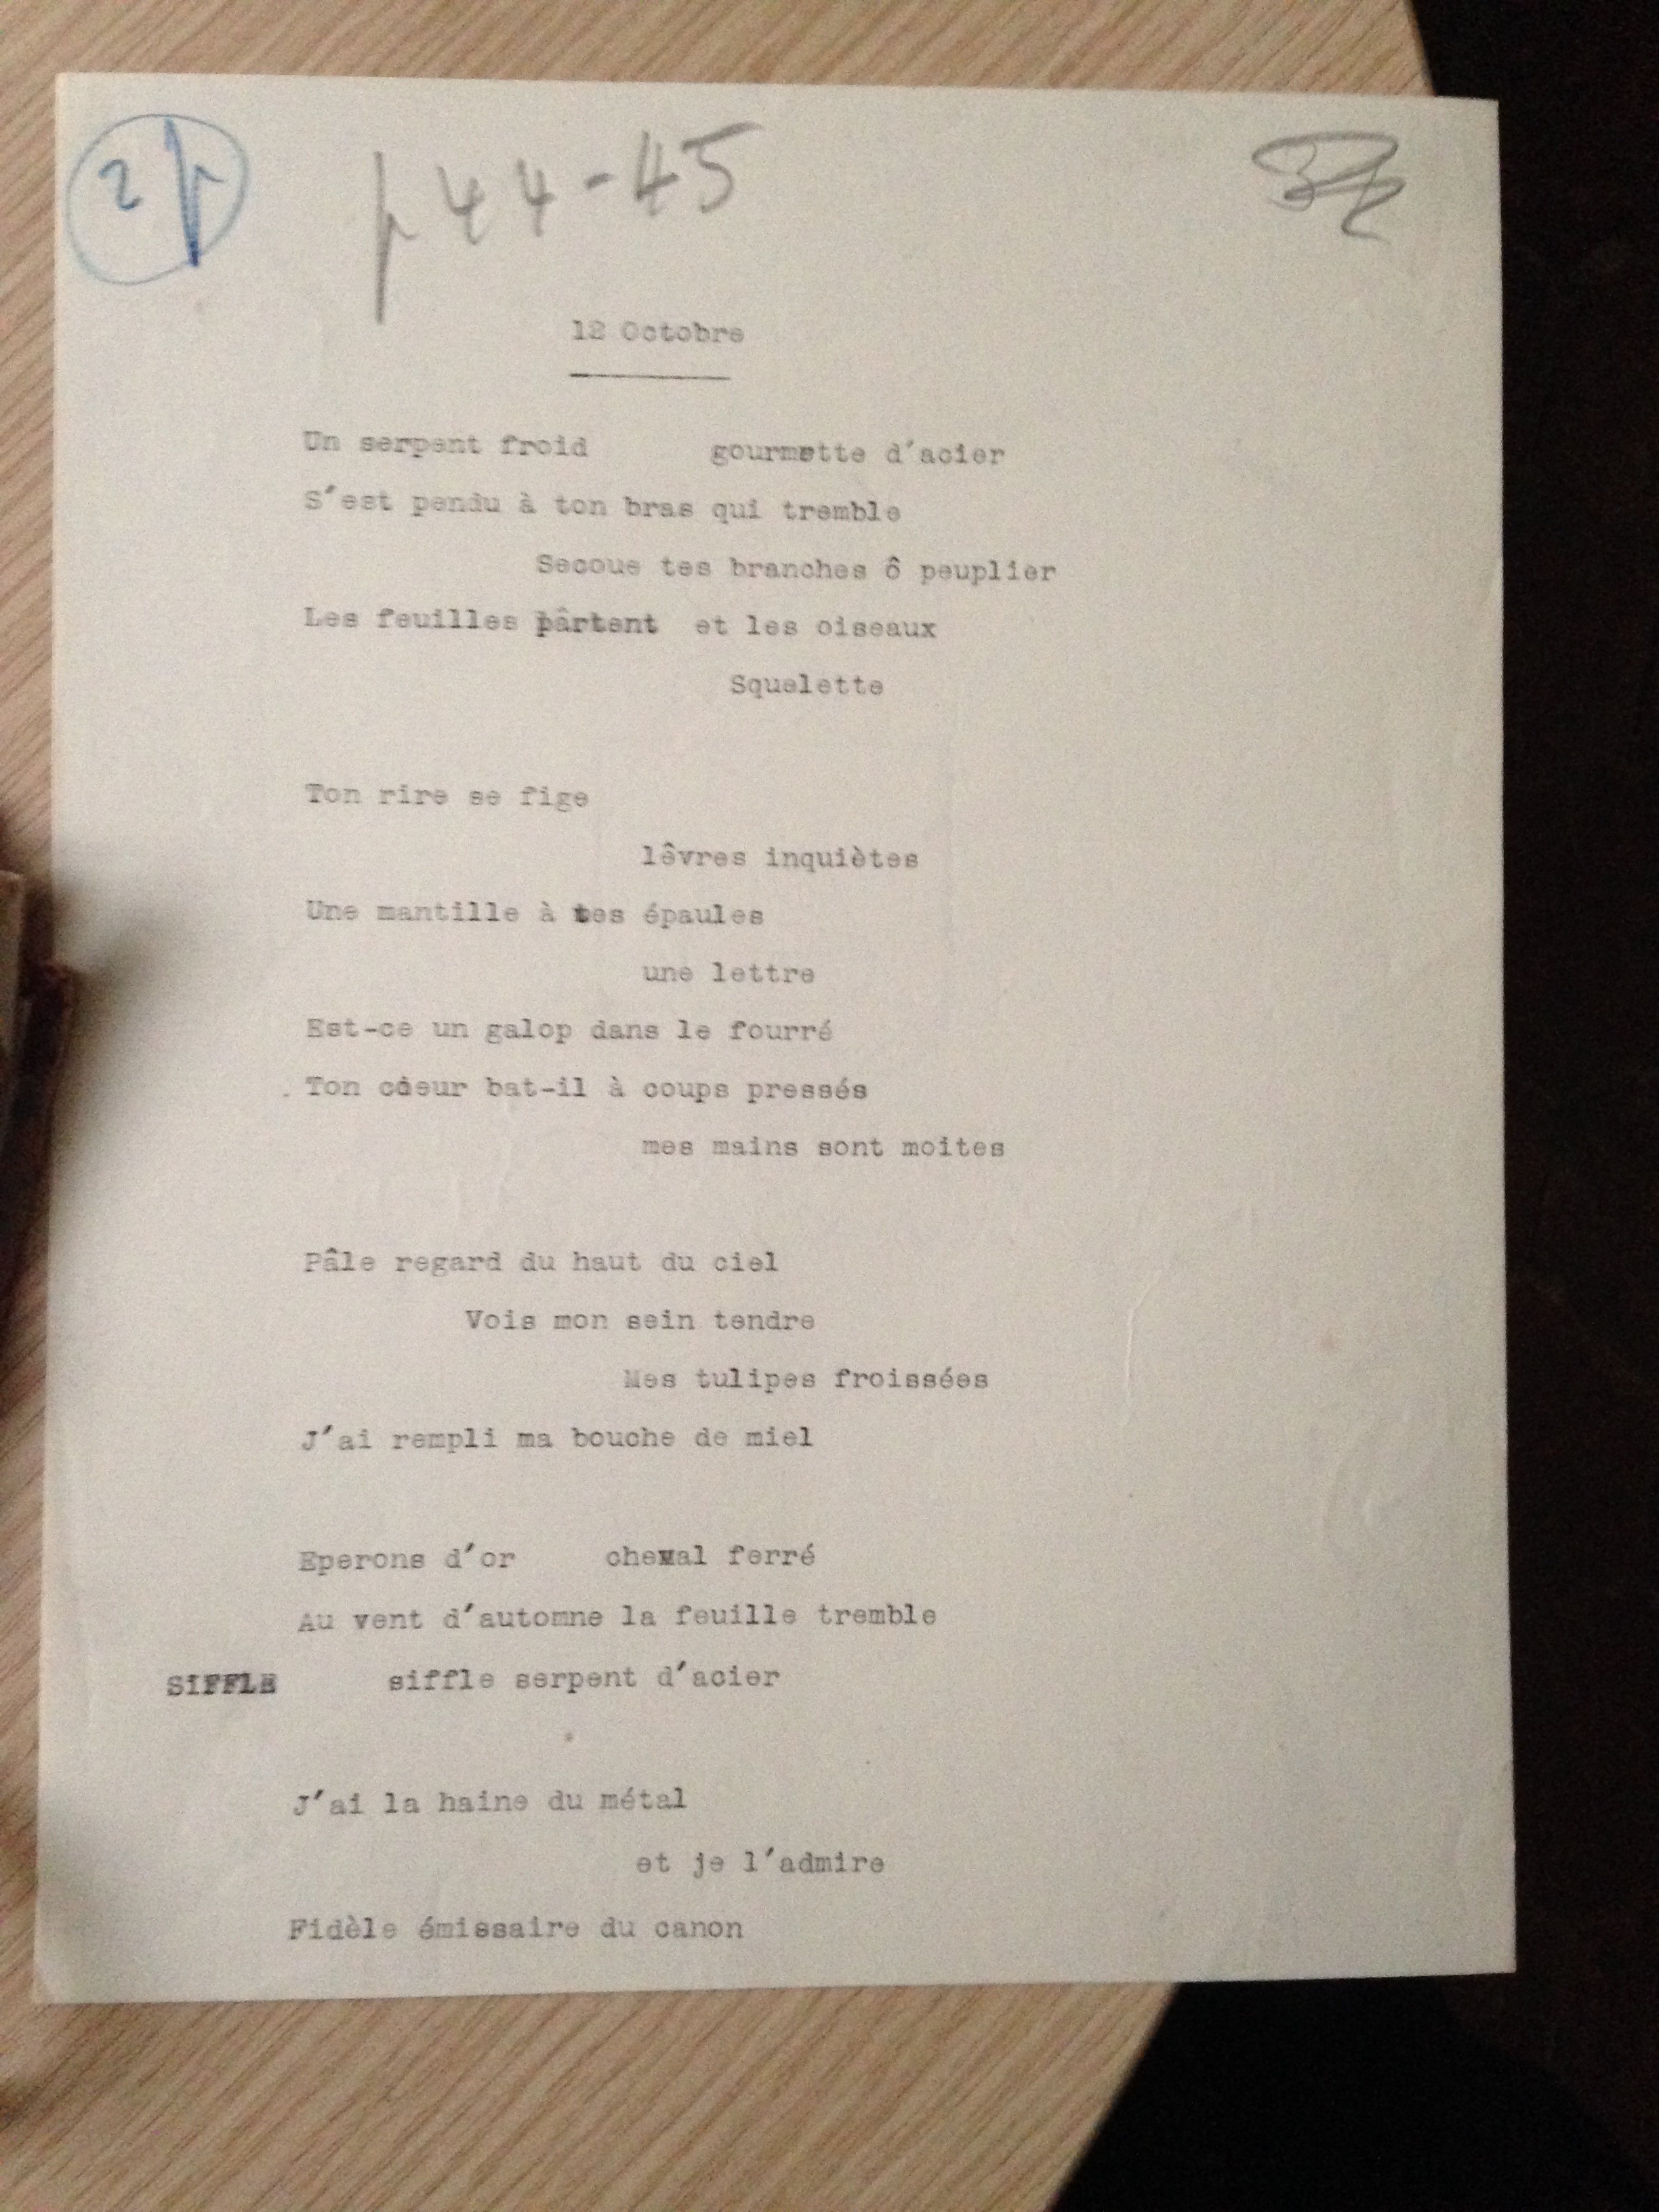 12
144-45
12 Octobre
Un serpent froid      gourmette d'acier
S'est pendu à ton bras qui tremble
Secoue tes branches ô peuplier
Les feuilles partent  et les oiseaux
Squelette
Ton rire se fige
lèvres inquiètes
Une mantille à tes épaules
une lettre
Est-ce un galop dans le fourré
Ton coeur bat-il à coups pressés
mes mains sont moites
Pâle regard du haut du ciel
Vois mon sein tendre
Mes tulipes froissées
J'ai rempli ma bouche de miel
Eperons d'or     cheval ferré
Au vent d'automne la feuille tremble
SIFFLE      siffle serpent d'acier
J'ai la haine du métal
et je l'admire
Fidèle émissaire du canon